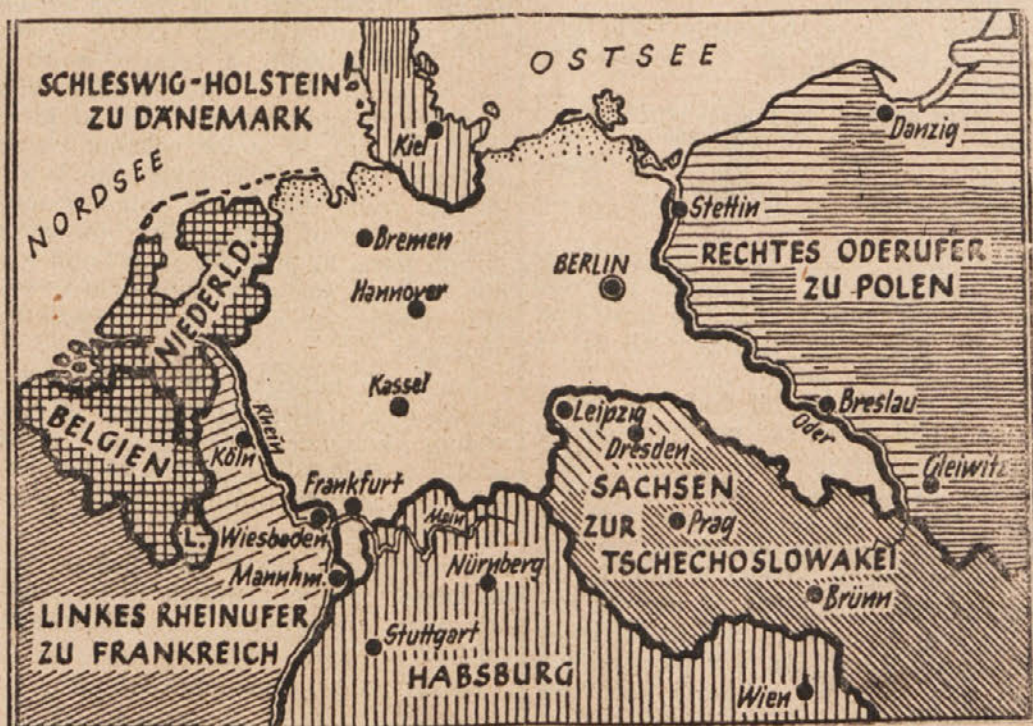 OSTSEE
SCHLESWIG-HOLSTEIN
ZU DÄNEMARK
Kiel
Danzig
NORDSEE
Stettin
Bremen
NIEDERLD.
BERLIN
RECHTES ODERUFER
ZU POLEN
Hannover
Kassel
BELGIEN
Rhein
Köln
Leipzig
Dresden
Breslau
Oder
Gleiwitz
Frankfurt
Main
SACHSEN
ZUR
TSCHECHOSLOWAKEI
Prag
L.
Wiesbaden
Mannhm.
Nürnberg
Brünn
LINKES RHEINUFER
ZU FRANKREICH
Stuttgart
HABSBURG
Wien